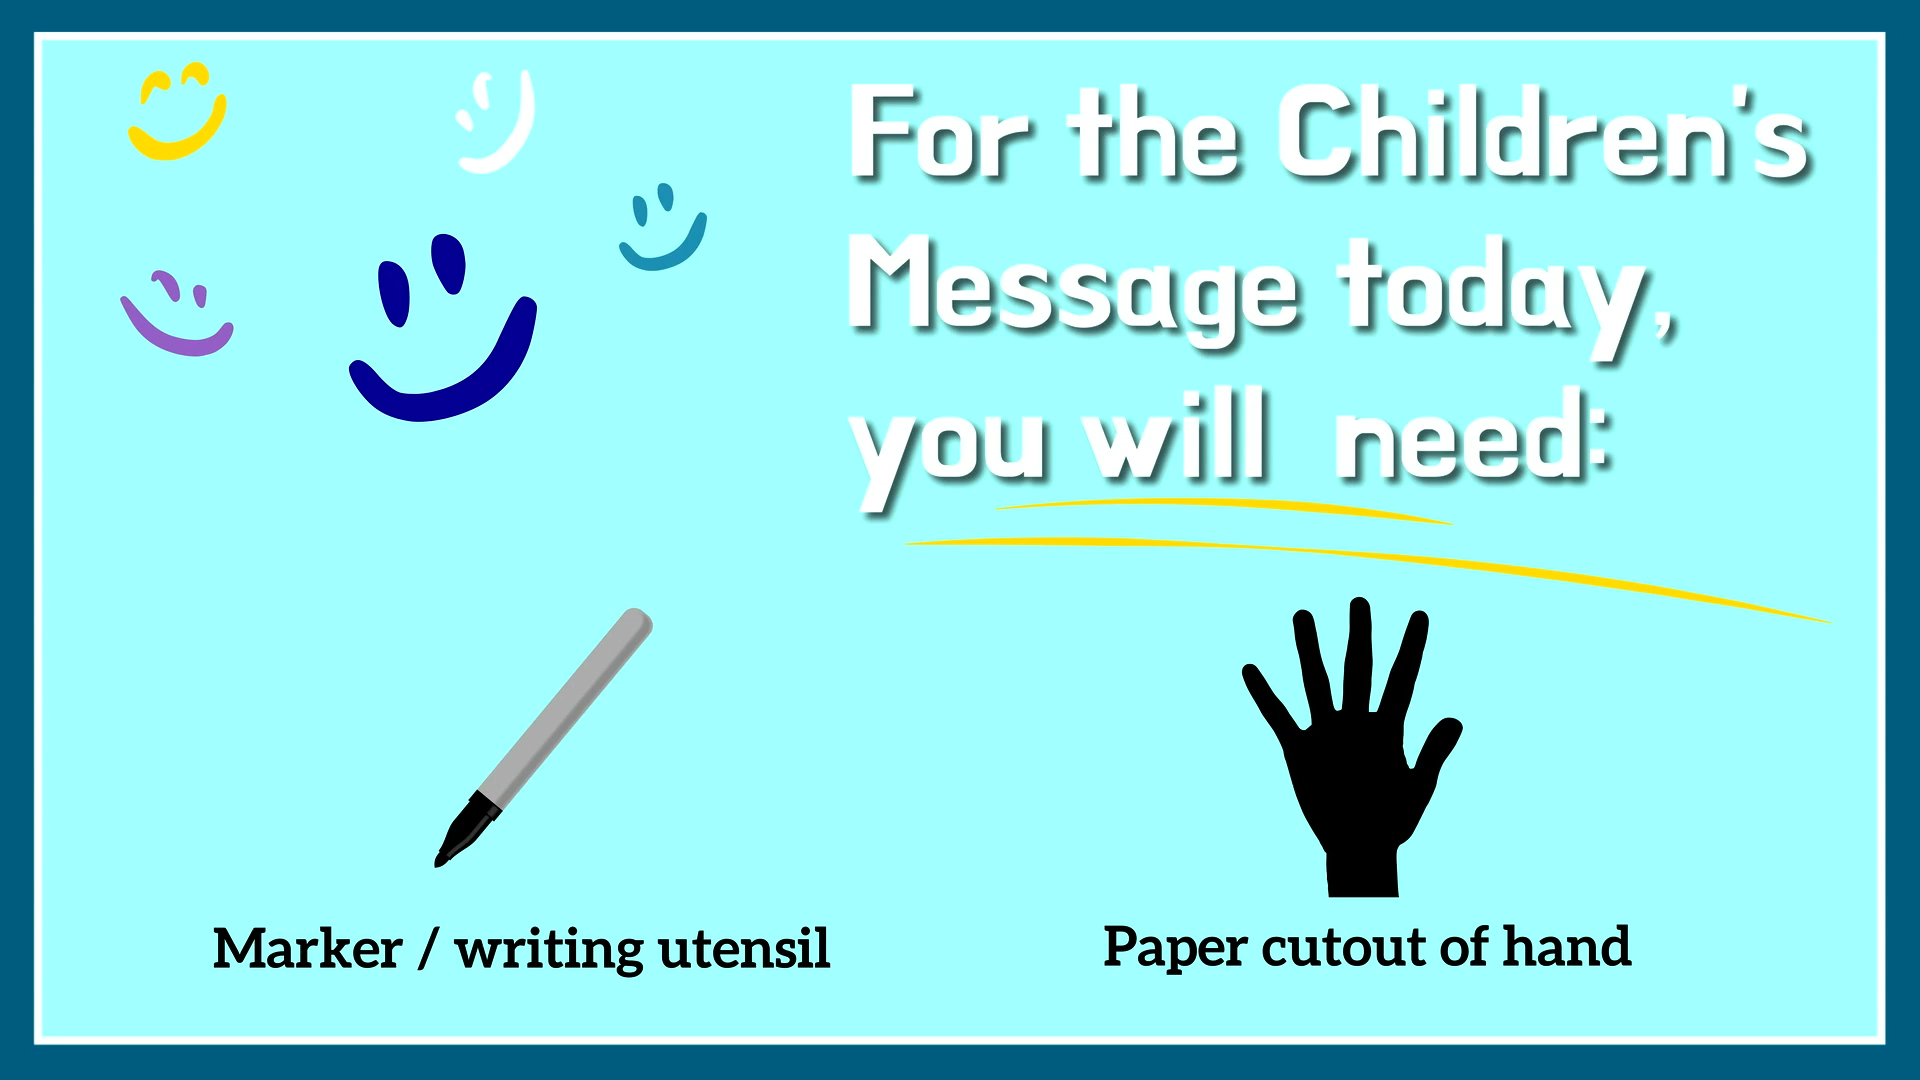 For the Children's
Message today,
you will need:
Marker / writing utensil
Paper cutout of hand